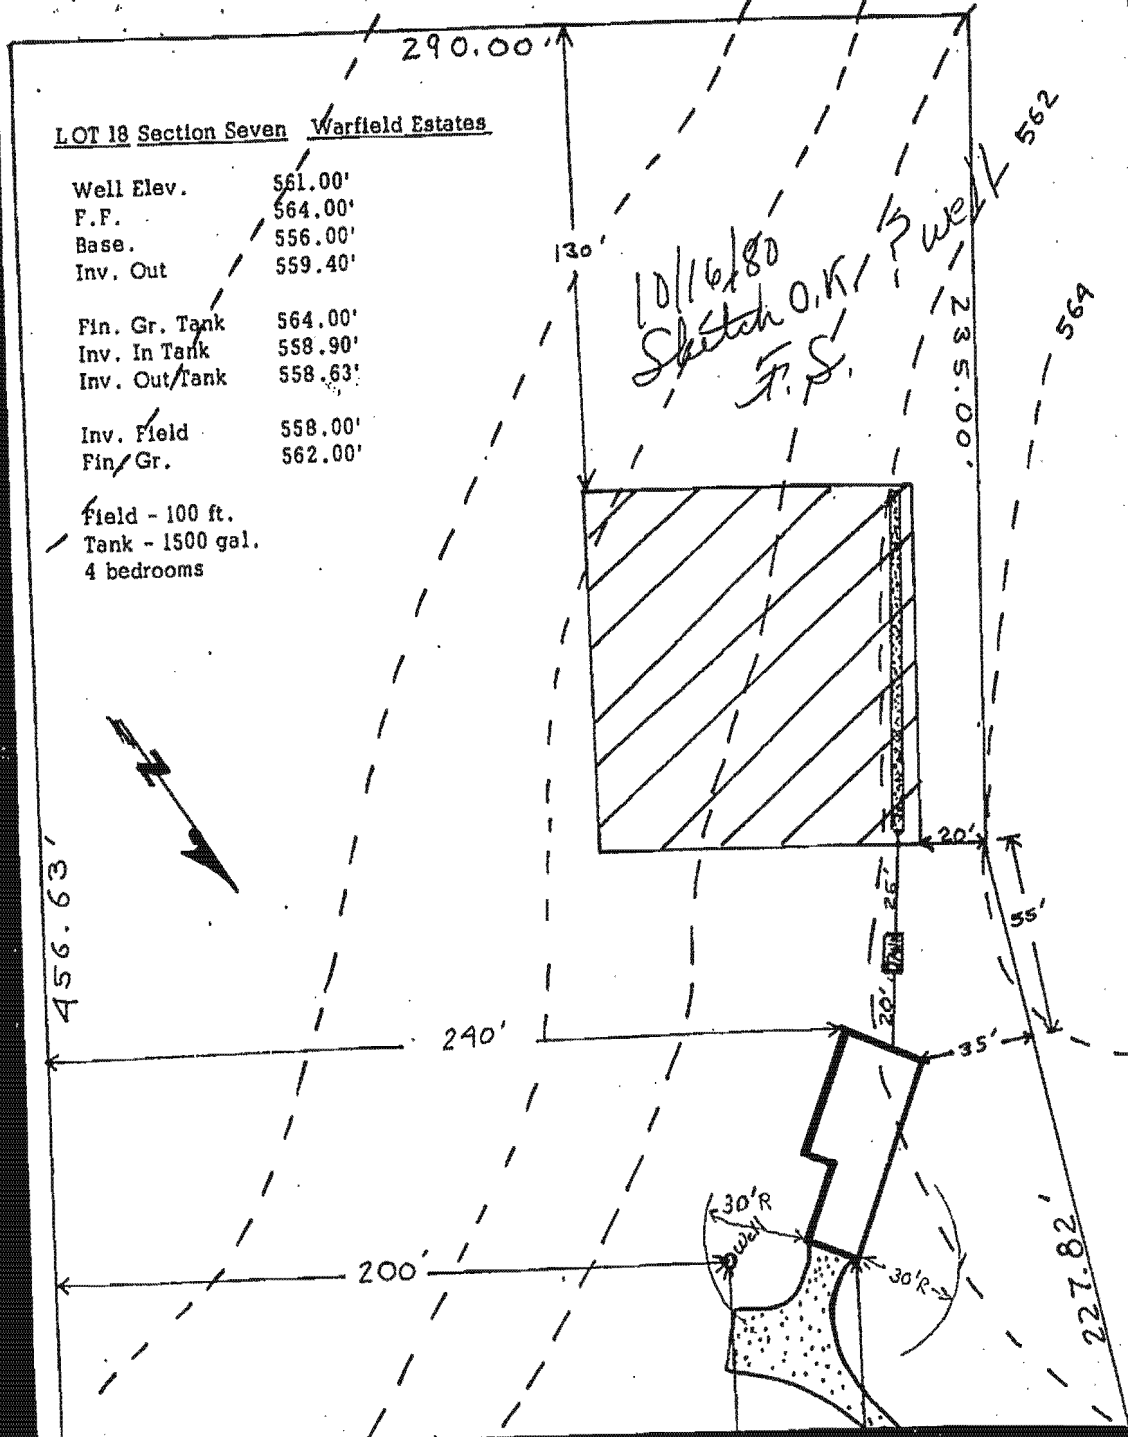 290.00'
LOT 18 Section Seven Warfield Estates
Well Elev. 561.00'
F.F. 564.00'
Base. 556.00'
Inv. Out 559.40'
Fin. Gr. Tank 564.00'
Inv. In Tank 558.90'
Inv. Out/Tank 558.63'
Inv. Field 558.00'
Fin. Gr. 562.00'
Field - 100 ft.
Tank - 1500 gal.
4 bedrooms
130'
10/16/80
Sketch O.K
F.S.
? well
562
564
235.00'
N
20'
55'
25'
20'
456.63'
240'
35'
30'R
Well
200'
30'R
227.82'